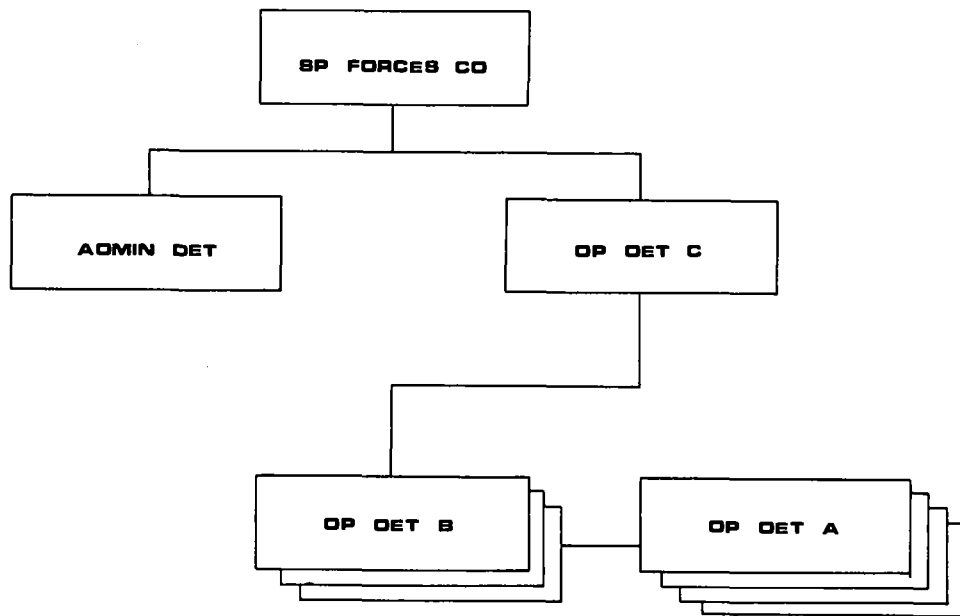 SP FORCES CO
ADMIN DET
OP DET C
OP DET B
OP DET A